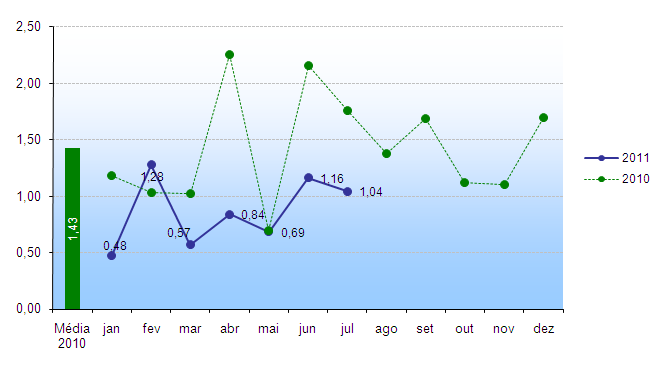 2,50
2,00
1,50
1,00
0,50
0,00
1,43
0,48
1,28
0,57
0,84
0,69
1,16
1,04
Média 2010
jan
fev
mar
abr
mai
jun
jul
ago
set
out
nov
dez
2011
2010